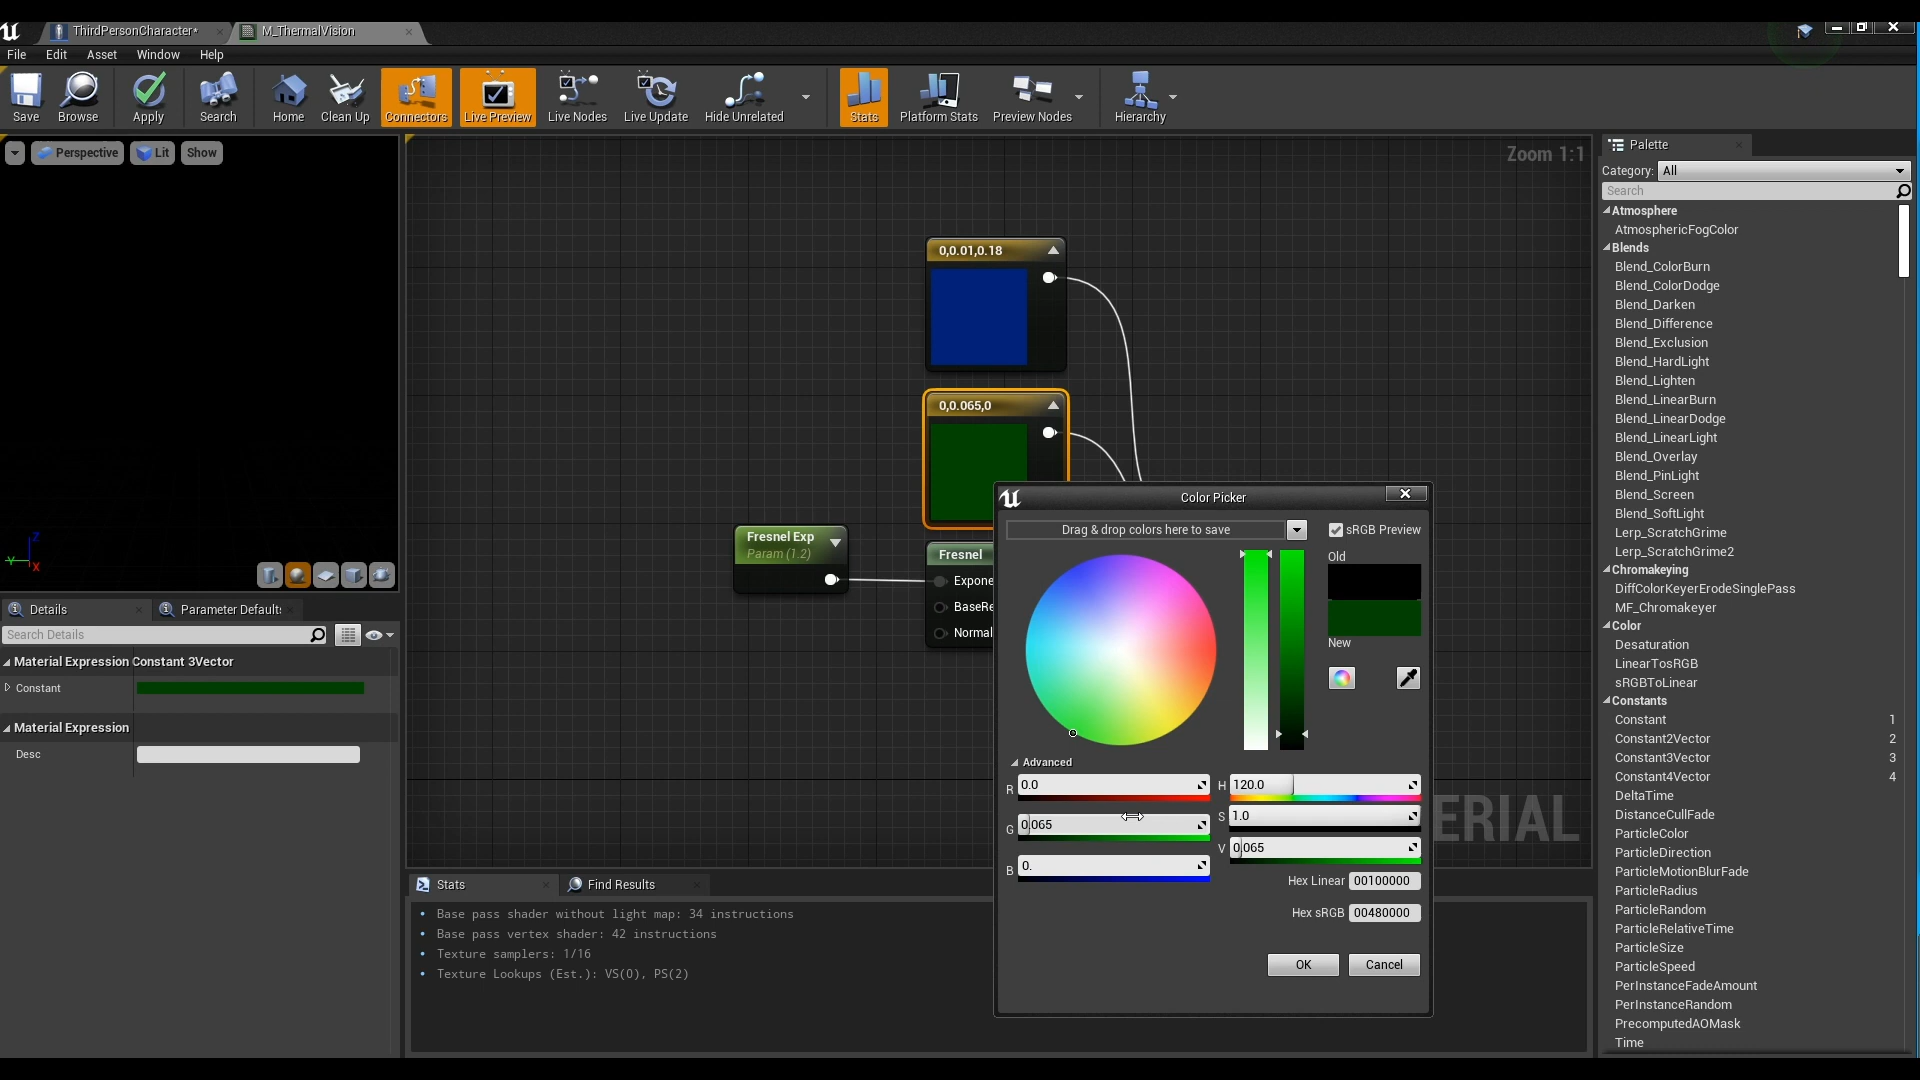 ThirdPersonCharacter*
M_ThermalVision
File Edit Asset Window Help
Save Browse Apply Search Home Clean Up Connectors Live Preview Live Nodes Live Update Hide Unrelated Stats Platform Stats Preview Nodes Hierarchy
Perspective Lit Show
Zoom 1:1
Z
Y
X
Details
Parameter Default
Search Details
Material Expression Constant 3Vector
Constant
Material Expression
Desc
0,0.01,0.18
0,0.065,0
Fresnel Exp
Param (1.2)
Fresnel
Expone
BaseRe
Normal
ERIAL
Color Picker
Drag & drop colors here to save
sRGB Preview
Old
New
Advanced
R 0.0
G 0.065
B 0.
H 120.0
S 1.0
V 0.065
Hex Linear 00100000
Hex sRGB 00480000
OK Cancel
Stats
Find Results
• Base pass shader without light map: 34 instructions
• Base pass vertex shader: 42 instructions
• Texture samplers: 1/16
• Texture Lookups (Est.): VS(0), PS(2)
Palette
Category: All
Search
Atmosphere
AtmosphericFogColor
Blends
Blend_ColorBurn
Blend_ColorDodge
Blend_Darken
Blend_Difference
Blend_Exclusion
Blend_HardLight
Blend_Lighten
Blend_LinearBurn
Blend_LinearDodge
Blend_LinearLight
Blend_Overlay
Blend_PinLight
Blend_Screen
Blend_SoftLight
Lerp_ScratchGrime
Lerp_ScratchGrime2
Chromakeying
DiffColorKeyerErodeSinglePass
MF_Chromakeyer
Color
Desaturation
LinearTosRGB
sRGBToLinear
Constants
Constant 1
Constant2Vector 2
Constant3Vector 3
Constant4Vector 4
DeltaTime
DistanceCullFade
ParticleColor
ParticleDirection
ParticleMotionBlurFade
ParticleRadius
ParticleRandom
ParticleRelativeTime
ParticleSize
ParticleSpeed
PerInstanceFadeAmount
PerInstanceRandom
PrecomputedAOMask
Time